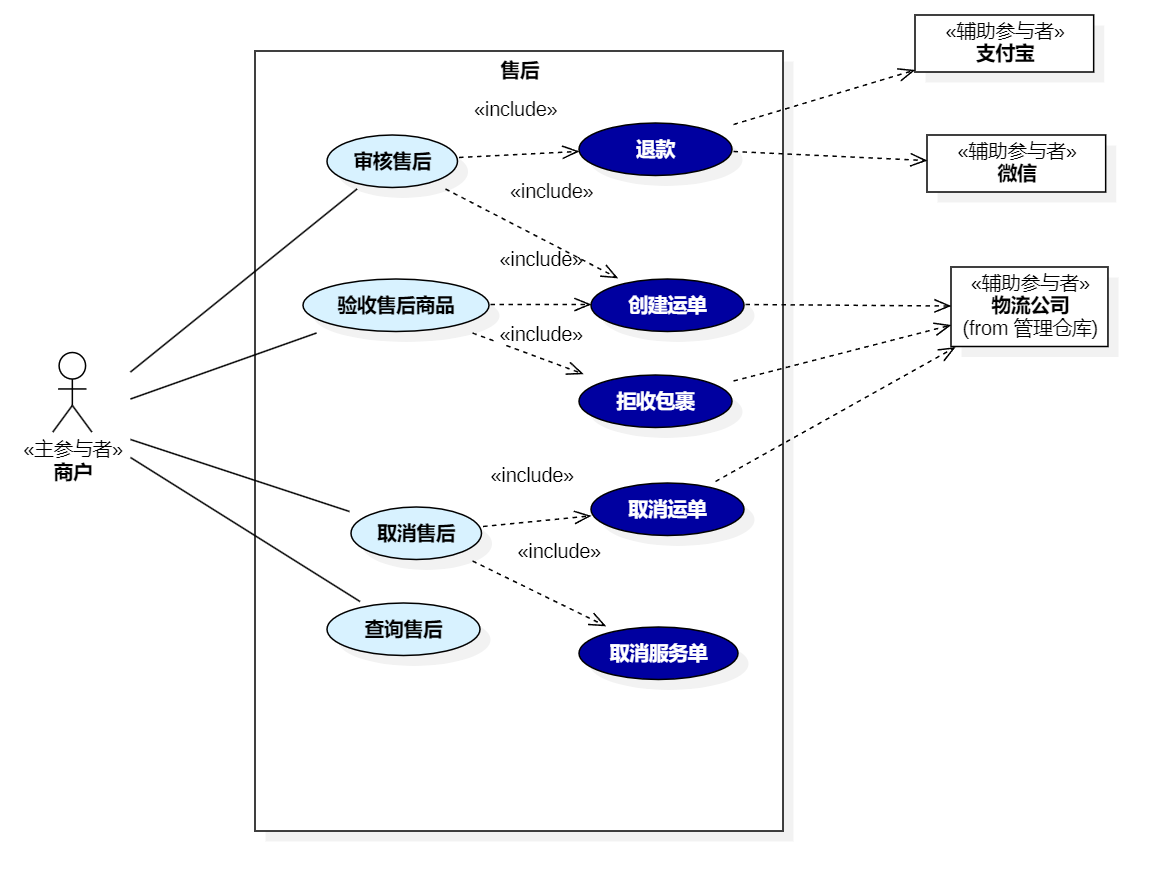 «辅助参与者»
支付宝
售后
«include»
审核售后
退款
«辅助参与者»
微信
«include»
«include»
«辅助参与者»
物流公司
(from 管理仓库)
验收售后商品
创建运单
«include»
拒收包裹
«主参与者»
商户
«include»
取消运单
取消售后
«include»
查询售后
取消服务单